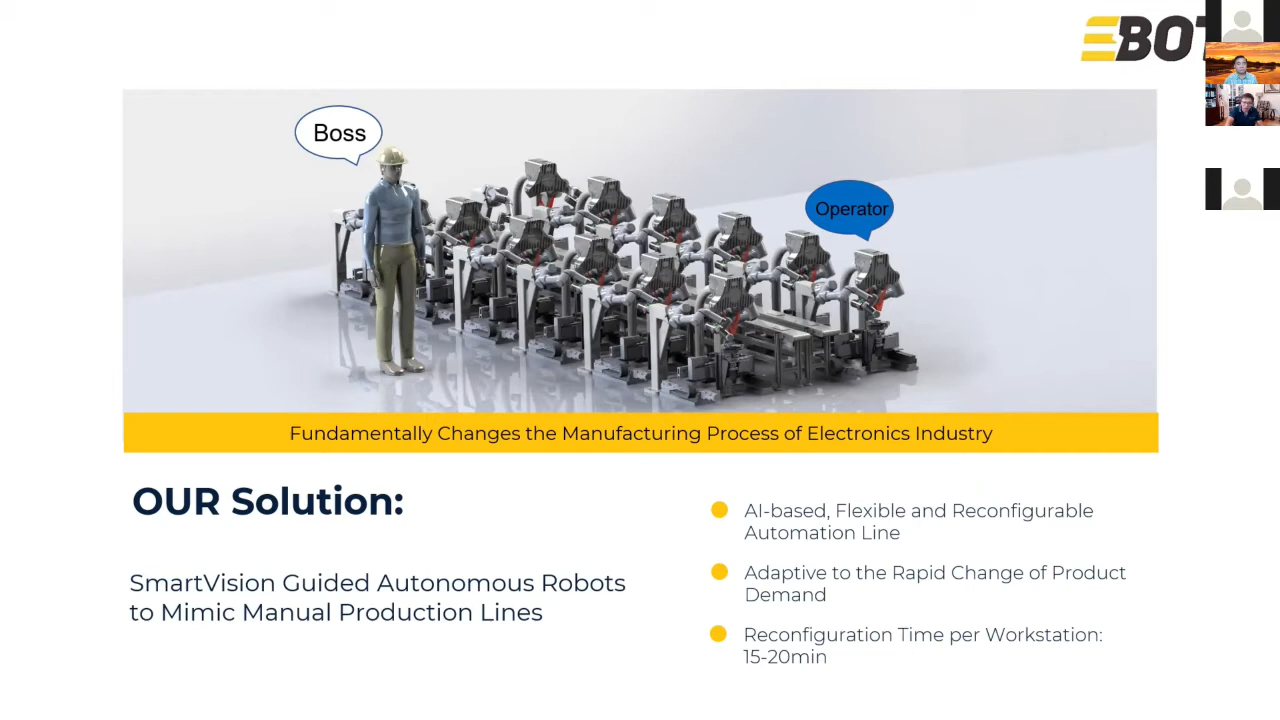 EBOT
Boss
Operator
Fundamentally Changes the Manufacturing Process of Electronics Industry
OUR Solution:
SmartVision Guided Autonomous Robots
to Mimic Manual Production Lines
AI-based, Flexible and Reconfigurable
Automation Line
Adaptive to the Rapid Change of Product
Demand
Reconfiguration Time per Workstation:
15-20min